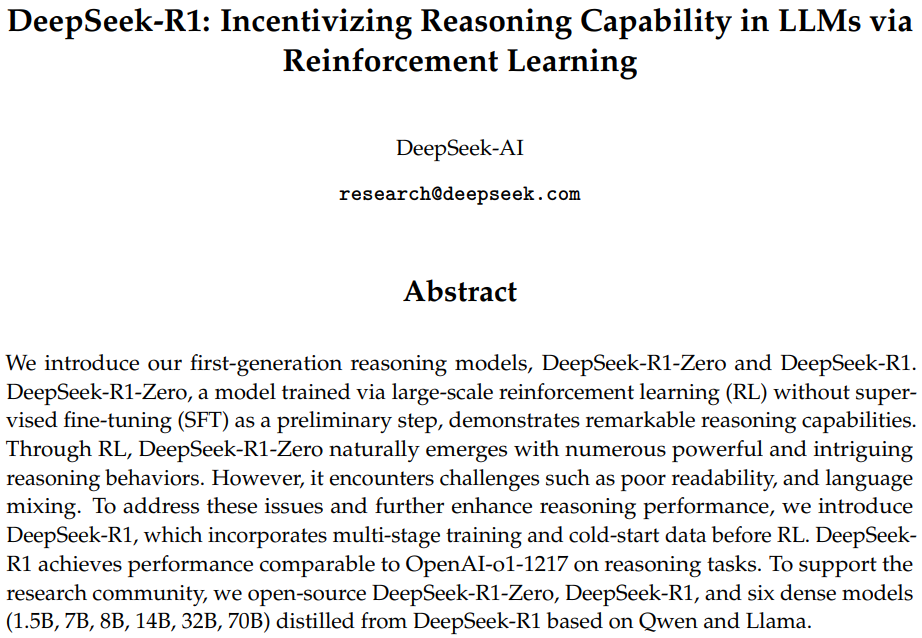 DeepSeek-R1: Incentivizing Reasoning Capability in LLMs via
Reinforcement Learning
DeepSeek-AI
research@deepseek.com
Abstract
We introduce our first-generation reasoning models, DeepSeek-R1-Zero and DeepSeek-R1.
DeepSeek-R1-Zero, a model trained via large-scale reinforcement learning (RL) without super-
vised fine-tuning (SFT) as a preliminary step, demonstrates remarkable reasoning capabilities.
Through RL, DeepSeek-R1-Zero naturally emerges with numerous powerful and intriguing
reasoning behaviors. However, it encounters challenges such as poor readability, and language
mixing. To address these issues and further enhance reasoning performance, we introduce
DeepSeek-R1, which incorporates multi-stage training and cold-start data before RL. DeepSeek-
R1 achieves performance comparable to OpenAI-o1-1217 on reasoning tasks. To support the
research community, we open-source DeepSeek-R1-Zero, DeepSeek-R1, and six dense models
(1.5B, 7B, 8B, 14B, 32B, 70B) distilled from DeepSeek-R1 based on Qwen and Llama.